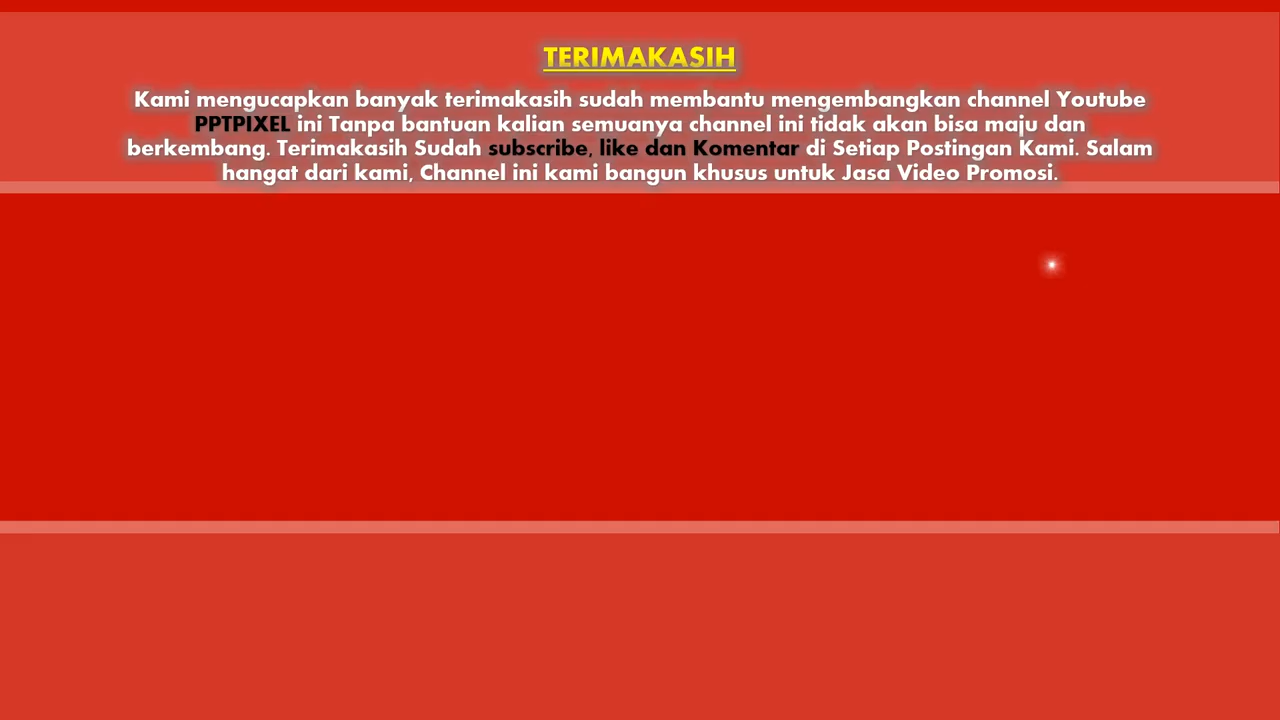 TERIMAKASIH
Kami mengucapkan banyak terimakasih sudah membantu mengembangkan channel Youtube
PPTPIXEL ini Tanpa bantuan kalian semuanya channel ini tidak akan bisa maju dan
berkembang. Terimakasih Sudah subscribe, like dan Komentar di Setiap Postingan Kami. Salam
hangat dari kami, Channel ini kami bangun khusus untuk Jasa Video Promosi.